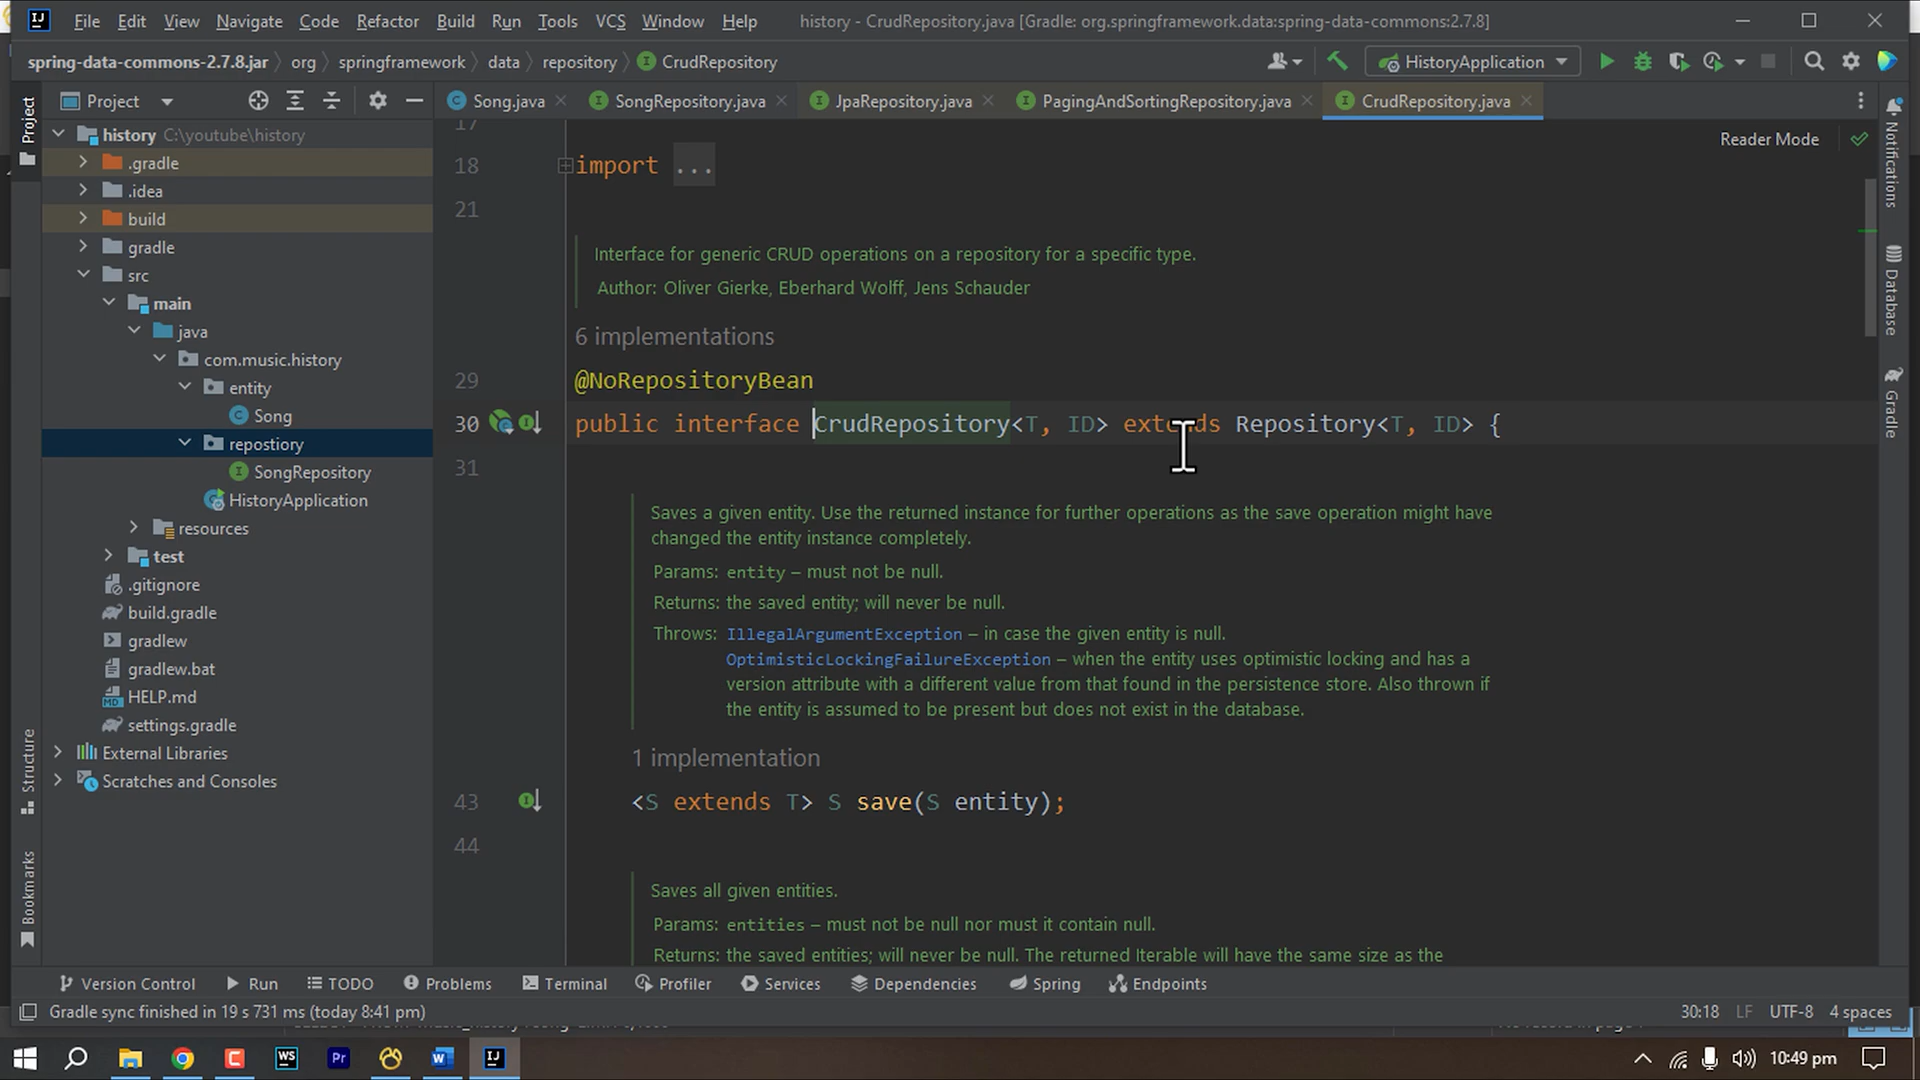 File Edit View Navigate Code Refactor Build Run Tools VCS Window Help history - CrudRepository.java [Gradle: org.springframework.data:spring-data-commons:2.7.8]
spring-data-commons-2.7.8.jar org springframework data repository CrudRepository HistoryApplication
Project
Song.java SongRepository.java JpaRepository.java PagingAndSortingRepository.java CrudRepository.java
Project
history C:\youtube\history
.gradle
.idea
build
gradle
src
main
java
com.music.history
entity
Song
repostiory
SongRepository
HistoryApplication
resources
test
.gitignore
build.gradle
gradlew
gradlew.bat
HELP.md
settings.gradle
External Libraries
Scratches and Consoles
Structure
Bookmarks
Reader Mode
17
18 import ...
21
Interface for generic CRUD operations on a repository for a specific type.
Author: Oliver Gierke, Eberhard Wolff, Jens Schauder
6 implementations
29 @NoRepositoryBean
30 public interface CrudRepository<T, ID> extends Repository<T, ID> {
31
Saves a given entity. Use the returned instance for further operations as the save operation might have
changed the entity instance completely.
Params: entity – must not be null.
Returns: the saved entity; will never be null.
Throws: IllegalArgumentException – in case the given entity is null.
OptimisticLockingFailureException – when the entity uses optimistic locking and has a
version attribute with a different value from that found in the persistence store. Also thrown if
the entity is assumed to be present but does not exist in the database.
1 implementation
43 <S extends T> S save(S entity);
44
Saves all given entities.
Params: entities – must not be null nor must it contain null.
Returns: the saved entities; will never be null. The returned Iterable will have the same size as the
Notifications
Database
Gradle
Version Control Run TODO Problems Terminal Profiler Services Dependencies Spring Endpoints
Gradle sync finished in 19 s 731 ms (today 8:41 pm) 30:18 LF UTF-8 4 spaces
10:49 pm